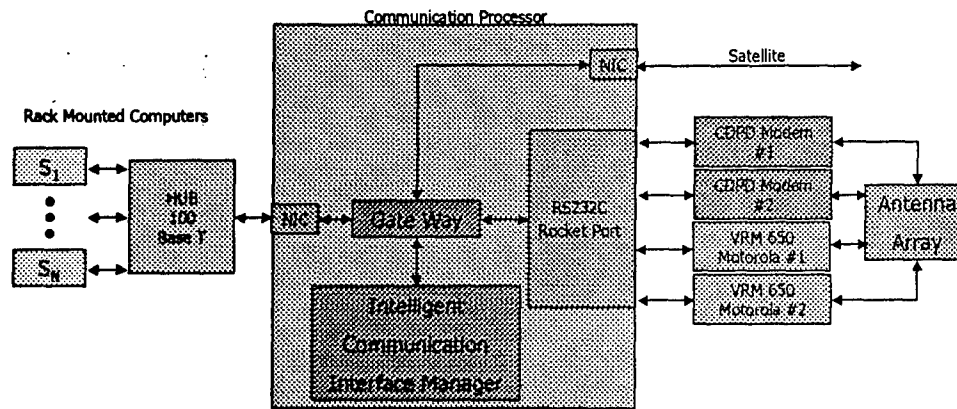 Communication Processor
NIC
Satellite
Rack Mounted Computers
S1
SN
HUB
100
Base T
NIC
Gate Way
Intelligent
Communication
Interface Manager
RS232C
Rocket Port
CDPD Modem
#1
CDPD Modem
#2
VRM 650
Motorola #1
VRM 650
Motorola #2
Antenna
Array